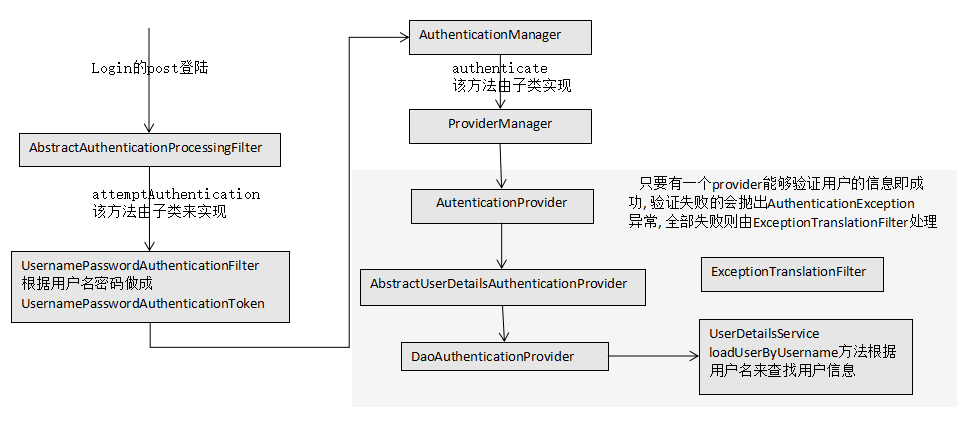 Login的post登陆
AbstractAuthenticationProcessingFilter
attemptAuthentication
该方法由子类来实现
UsernamePasswordAuthenticationFilter
根据用户名密码做成
UsernamePasswordAuthenticationToken
AuthenticationManager
authenticate
该方法由子类实现
ProviderManager
只要有一个provider能够验证用户的信息即成
功, 验证失败的会抛出AuthenticationException
异常, 全部失败则由ExceptionTranslationFilter处理
AutenticationProvider
AbstractUserDetailsAuthenticationProvider
ExceptionTranslationFilter
DaoAuthenticationProvider
UserDetailsService
loadUserByUsername方法根据
用户名来查找用户信息